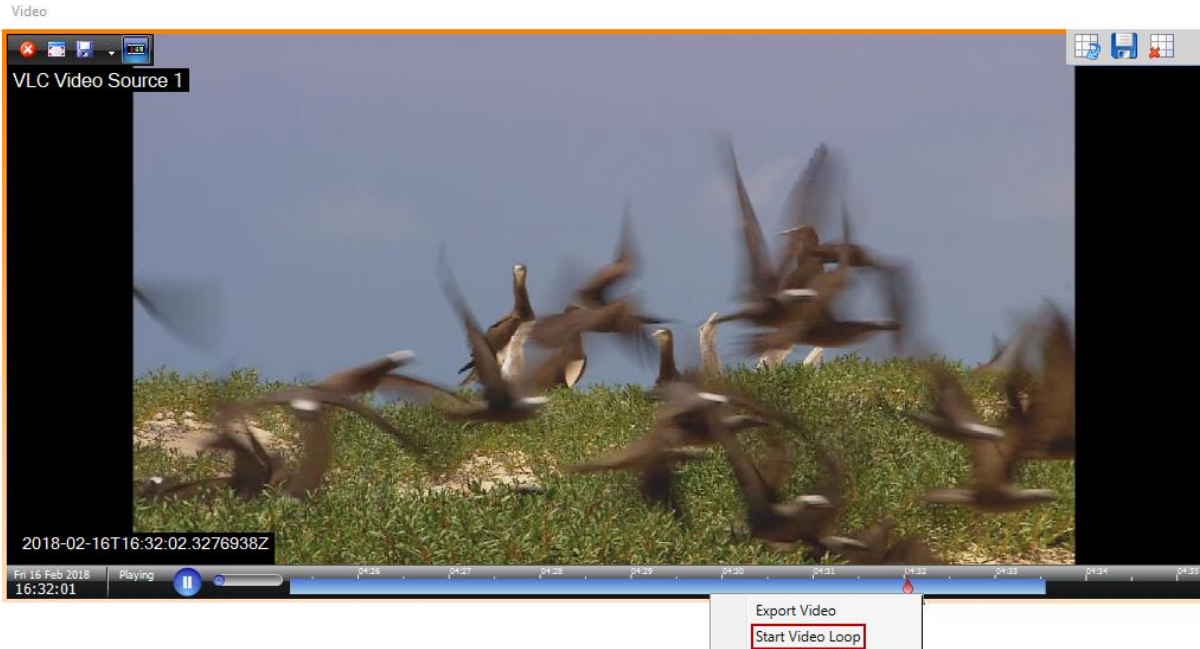 Video
VLC Video Source 1
2018-02-16T16:32:02.3276938Z
Fri 16 Feb 2018
Playing
16:32:01
04:26 04:27 04:28 04:29 04:30 04:31 04:32 04:33 04:34 04:35
Export Video
Start Video Loop